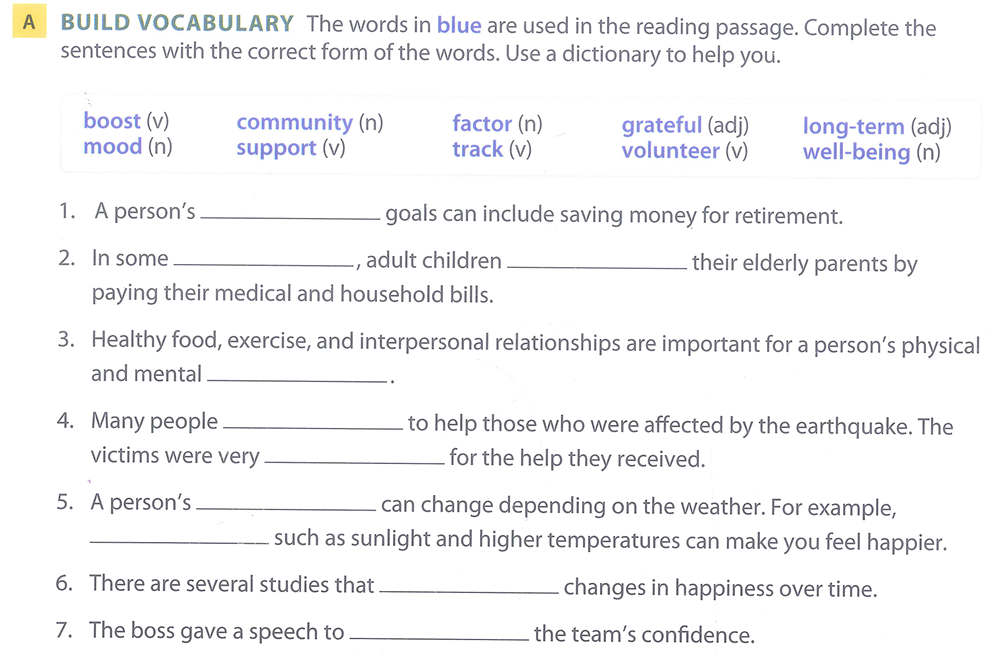 A BUILD VOCABULARY The words in blue are used in the reading passage. Complete the
sentences with the correct form of the words. Use a dictionary to help you.
boost (v) community (n) factor (n) grateful (adj) long-term (adj)
mood (n) support (v) track (v) volunteer (v) well-being (n)
1. A person's ____________ goals can include saving money for retirement.
2. In some ____________, adult children ____________ their elderly parents by
paying their medical and household bills.
3. Healthy food, exercise, and interpersonal relationships are important for a person's physical
and mental ____________.
4. Many people ____________ to help those who were affected by the earthquake. The
victims were very ____________ for the help they received.
5. A person's ____________ can change depending on the weather. For example,
____________ such as sunlight and higher temperatures can make you feel happier.
6. There are several studies that ____________ changes in happiness over time.
7. The boss gave a speech to ____________ the team's confidence.